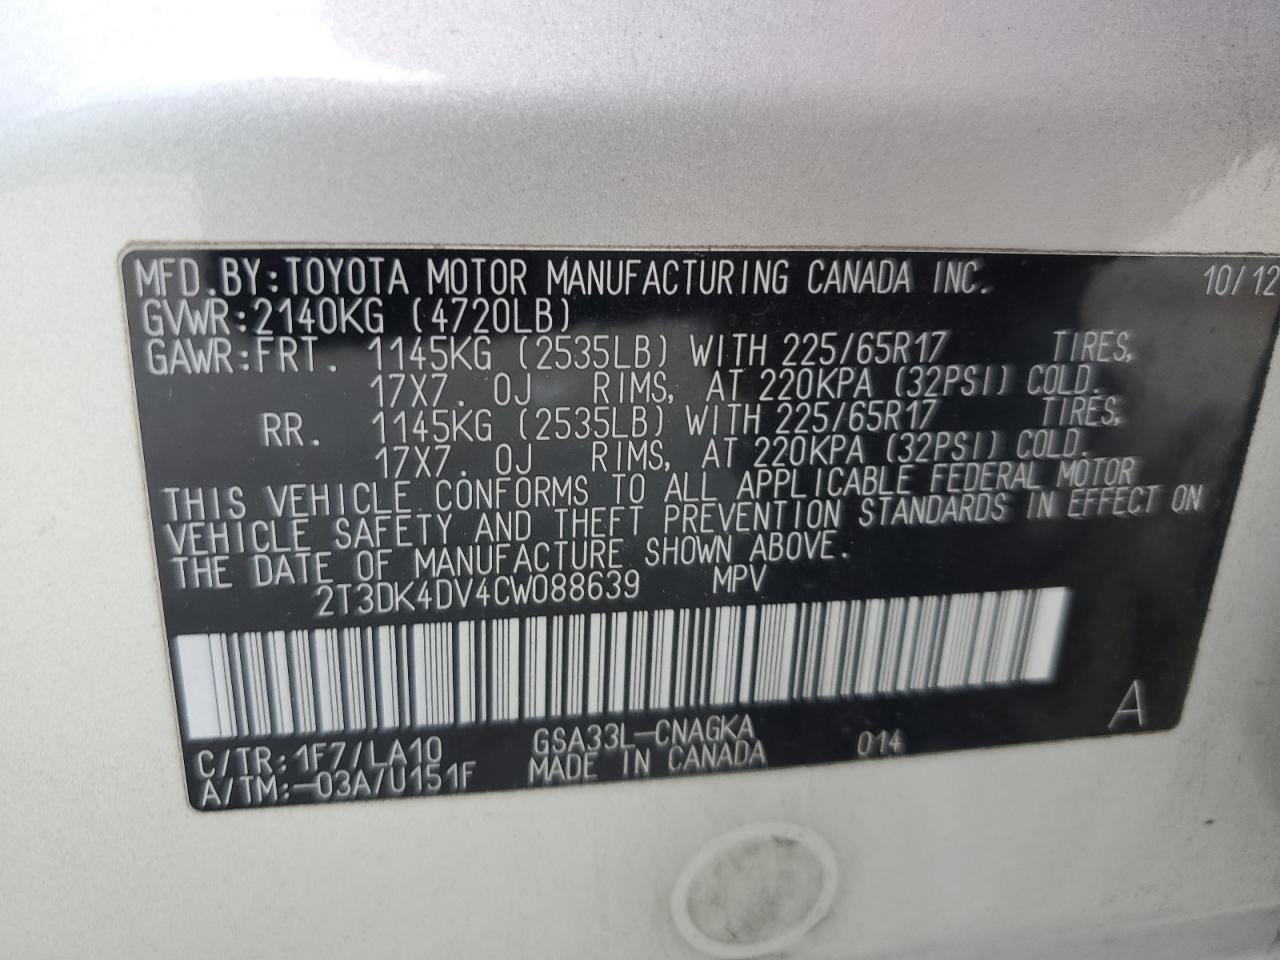 MFD.BY:TOYOTA MOTOR MANUFACTURING CANADA INC. 10/12
GVWR:2140KG (4720LB)
GAWR:FRT. 1145KG (2535LB) WITH 225/65R17 TIRES,
17X7.0J RIMS, AT 220KPA (32PSI) COLD.
RR. 1145KG (2535LB) WITH 225/65R17 TIRES,
17X7.0J RIMS, AT 220KPA (32PSI) COLD.
THIS VEHICLE CONFORMS TO ALL APPLICABLE FEDERAL MOTOR
VEHICLE SAFETY AND THEFT PREVENTION STANDARDS IN EFFECT ON
THE DATE OF MANUFACTURE SHOWN ABOVE.
2T3DK4DV4CW088639 MPV
A
C/TR:1F7/LA10 GSA33L-CNAGKA 014
A/TM:-03A/U151F MADE IN CANADA